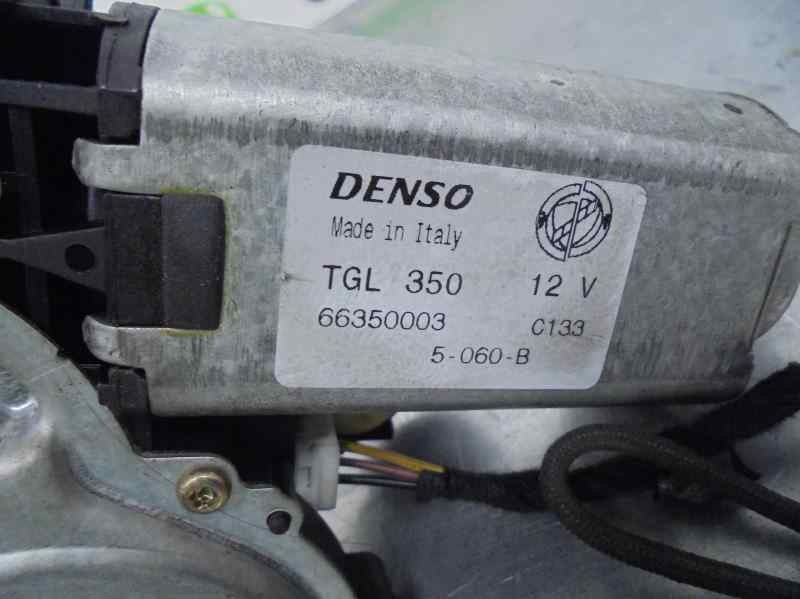 DENSO
Made in Italy
TGL 350 12 V
66350003 C133
5-060-B